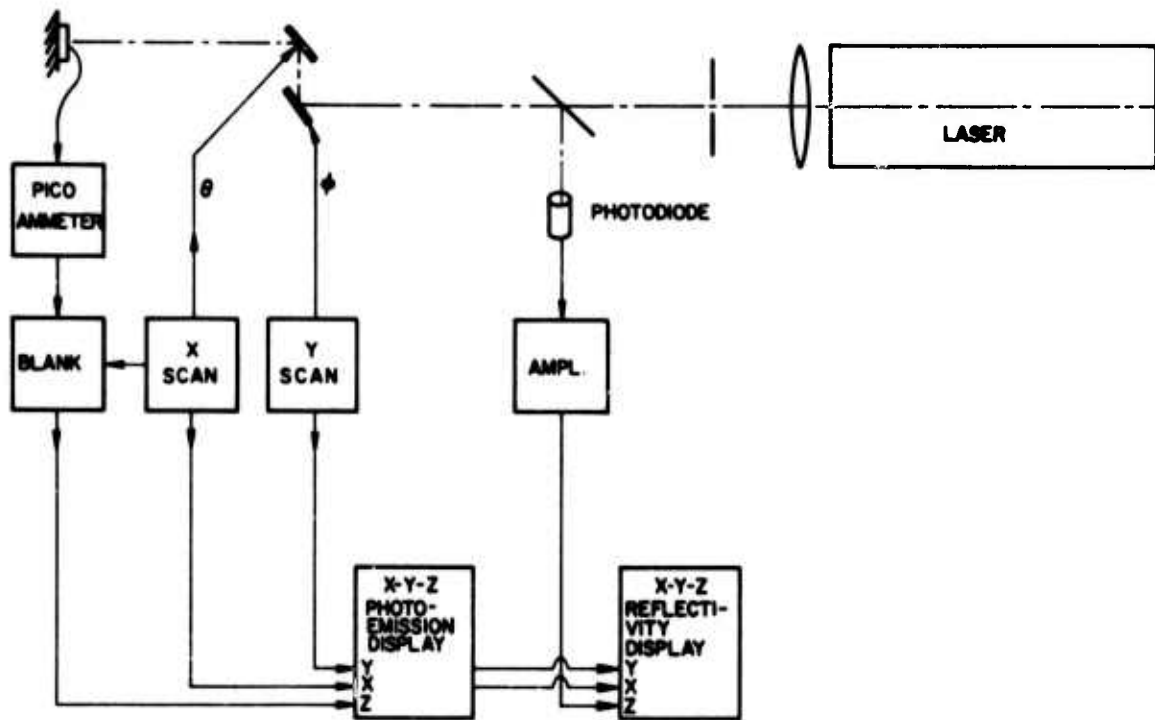 LASER
θ
ϕ
PICO
AMMETER
PHOTODIODE
BLANK
X
SCAN
Y
SCAN
AMPL.
X-Y-Z
PHOTO-
EMISSION
DISPLAY
Y
X
Z
X-Y-Z
REFLECTI-
VITY
DISPLAY
Y
X
Z